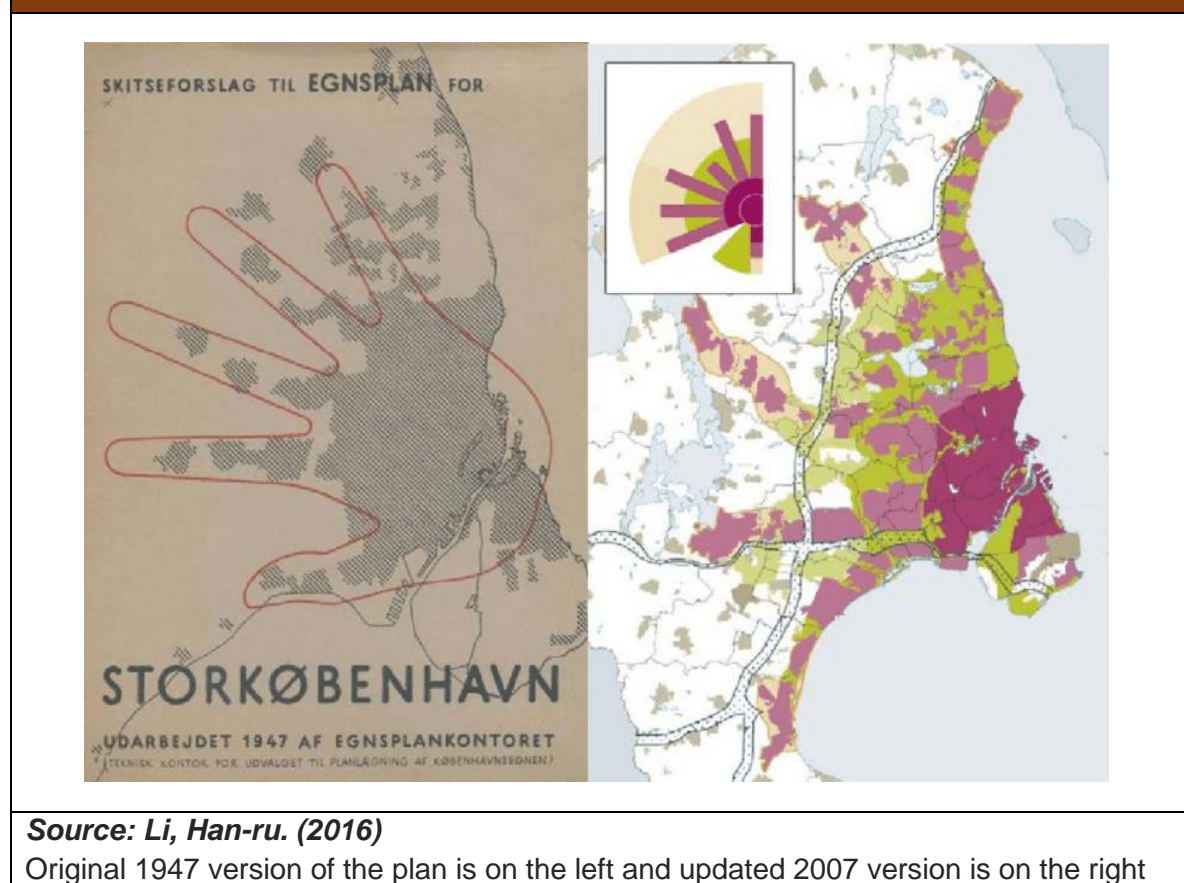 SKITSEFORSLAG TIL EGNSPLAN FOR
STORKØBENHAVN
UDARBEJDET 1947 AF EGNSPLANKONTORET
(TEKNISK KONTOR FOR UDVALGET TIL PLANLÆGNING AF KØBENHAVNSEGNEN)
Source: Li, Han-ru. (2016)
Original 1947 version of the plan is on the left and updated 2007 version is on the right